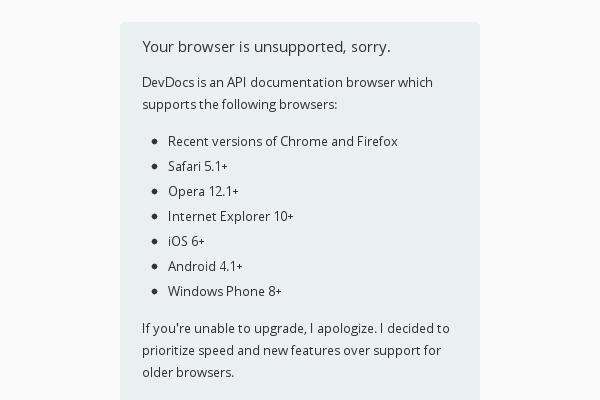 Your browser is unsupported, sorry.
DevDocs is an API documentation browser which
supports the following browsers:
Recent versions of Chrome and Firefox
Safari 5.1+
Opera 12.1+
Internet Explorer 10+
iOS 6+
Android 4.1+
Windows Phone 8+
If you're unable to upgrade, I apologize. I decided to
prioritize speed and new features over support for
older browsers.